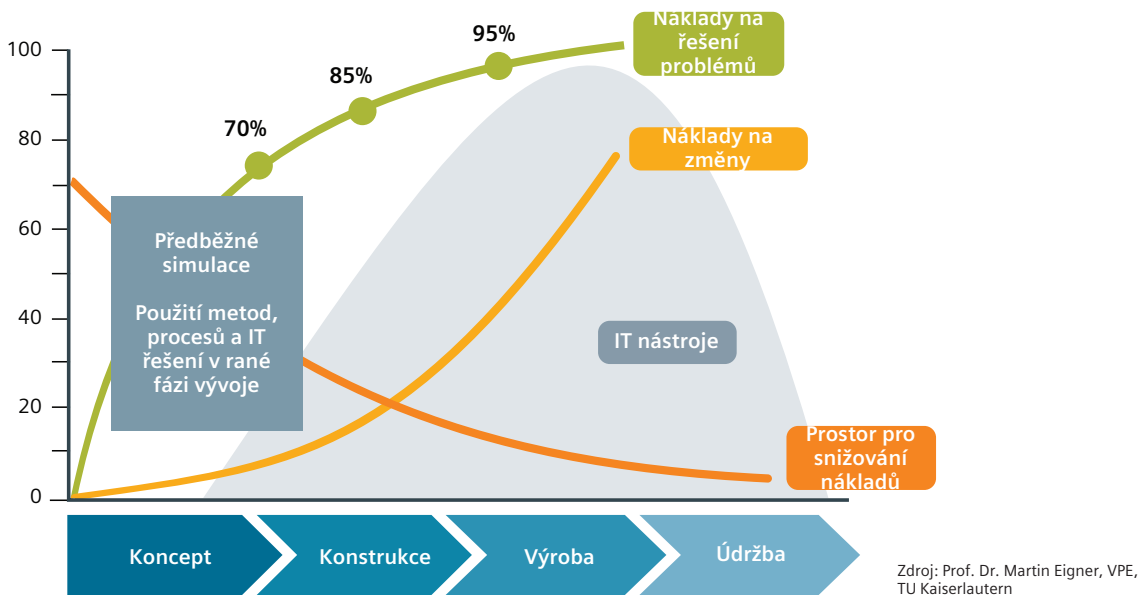 Náklady na
řešení
problémů
95%
85%
70%
100
80
60
40
20
0
Náklady na
změny
Předběžné
simulace
Použití metod,
procesů a IT
řešení v rané
fázi vývoje
IT nástroje
Prostor pro
snižování
nákladů
Koncept
Konstrukce
Výroba
Údržba
Zdroj: Prof. Dr. Martin Eigner, VPE,
TU Kaiserlautern